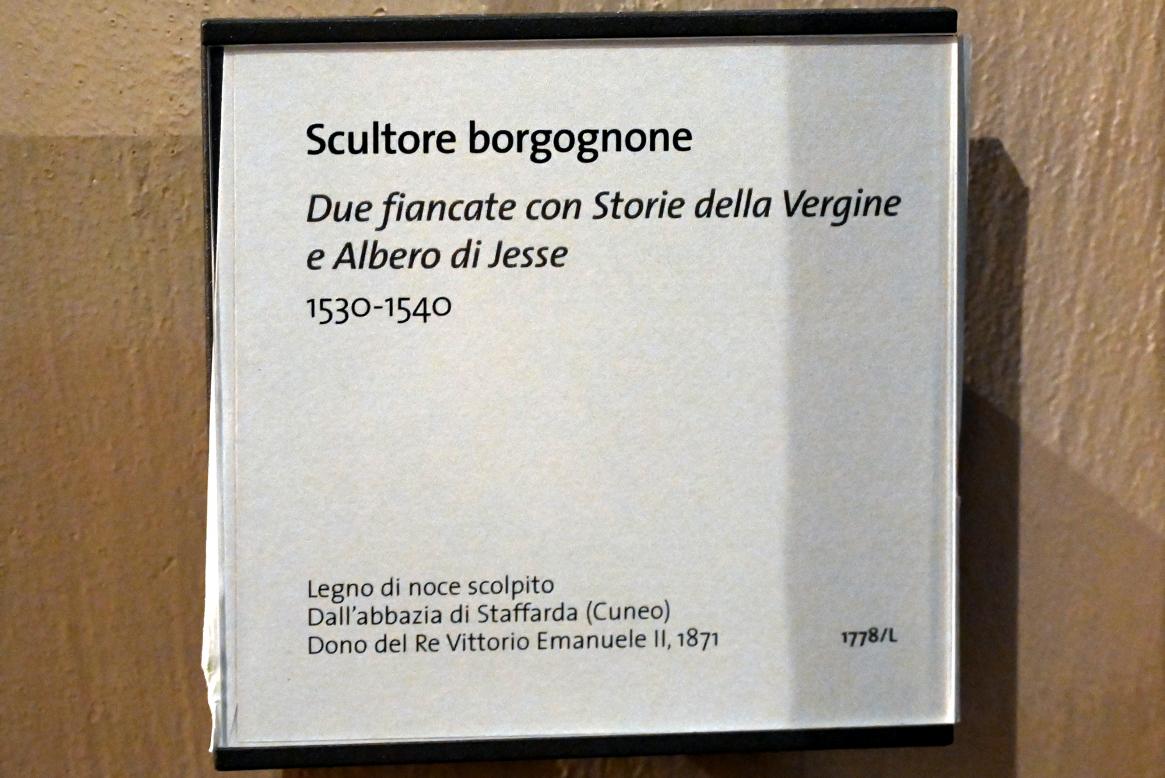 Scultore borgognone
Due fiancate con Storie della Vergine
e Albero di Jesse
1530-1540
Legno di noce scolpito
Dall'abbazia di Staffarda (Cuneo)
Dono del Re Vittorio Emanuele II, 1871
1778/L